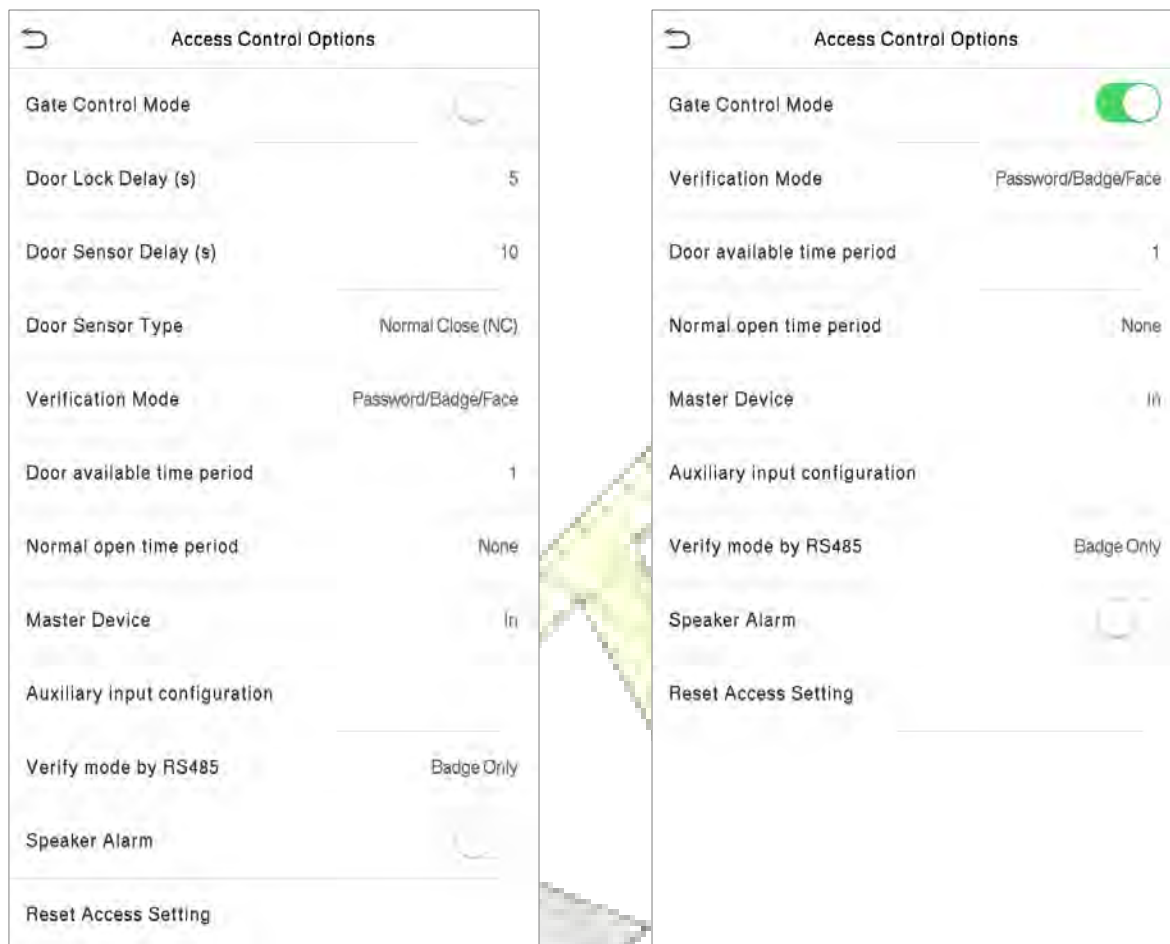 Access Control Options
Gate Control Mode
Door Lock Delay (s) 5
Door Sensor Delay (s) 10
Door Sensor Type Normal Close (NC)
Verification Mode Password/Badge/Face
Door available time period 1
Normal open time period None
Master Device In
Auxiliary input configuration
Verify mode by RS485 Badge Only
Speaker Alarm
Reset Access Setting
Access Control Options
Gate Control Mode
Verification Mode Password/Badge/Face
Door available time period 1
Normal open time period None
Master Device In
Auxiliary input configuration
Verify mode by RS485 Badge Only
Speaker Alarm
Reset Access Setting